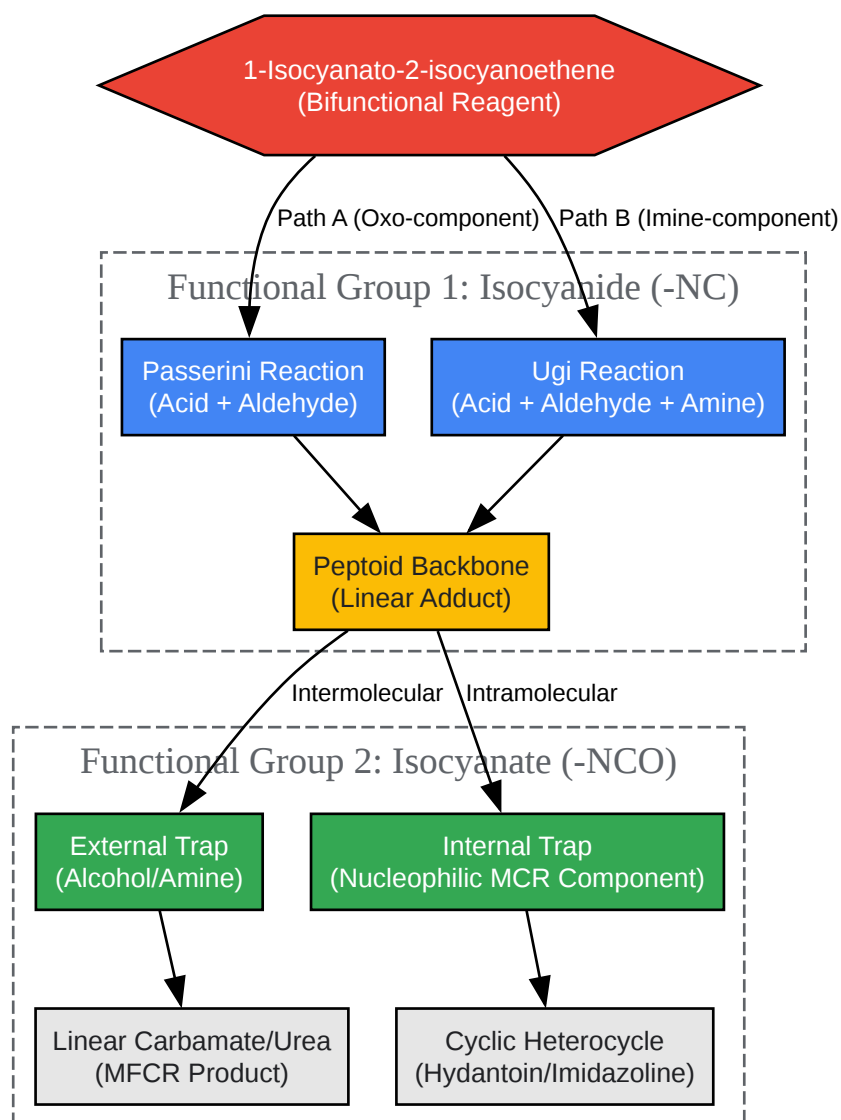 1-Isocyanato-2-isocyanoethene
(Bifunctional Reagent)
Path A (Oxo-component)
Path B (Imine-component)
Functional Group 1: Isocyanide (-NC)
Passerini Reaction
(Acid + Aldehyde)
Ugi Reaction
(Acid + Aldehyde + Amine)
Peptoid Backbone
(Linear Adduct)
Intermolecular
Intramolecular
Functional Group 2: Isocyanate (-NCO)
External Trap
(Alcohol/Amine)
Internal Trap
(Nucleophilic MCR Component)
Linear Carbamate/Urea
(MFCR Product)
Cyclic Heterocycle
(Hydantoin/Imidazoline)